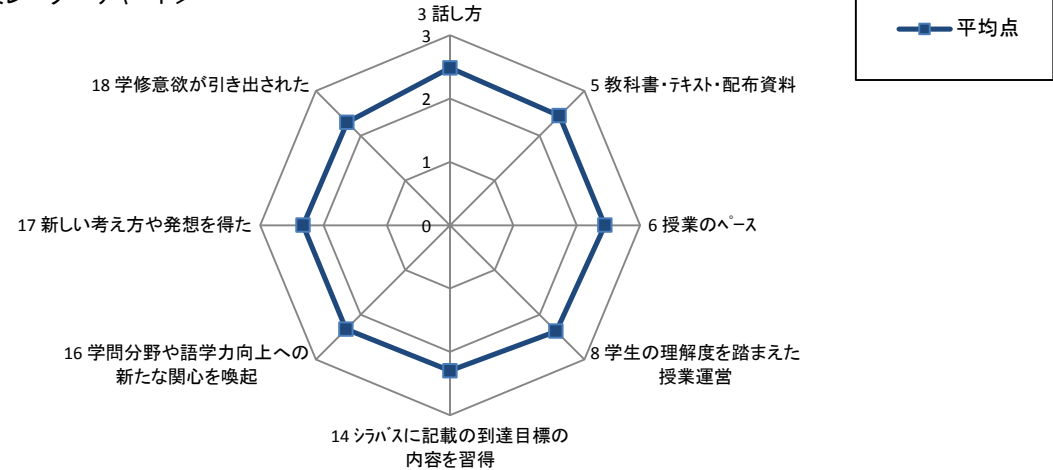 3 話し方
平均点
18 学修意欲が引き出された
5 教科書・ﾃｷｽﾄ・配布資料
3
2
1
0
17 新しい考え方や発想を得た
6 授業のﾍﾟｰｽ
16 学問分野や語学力向上への
新たな関心を喚起
8 学生の理解度を踏まえた
授業運営
14 ｼﾗﾊﾞｽに記載の到達目標の
内容を習得